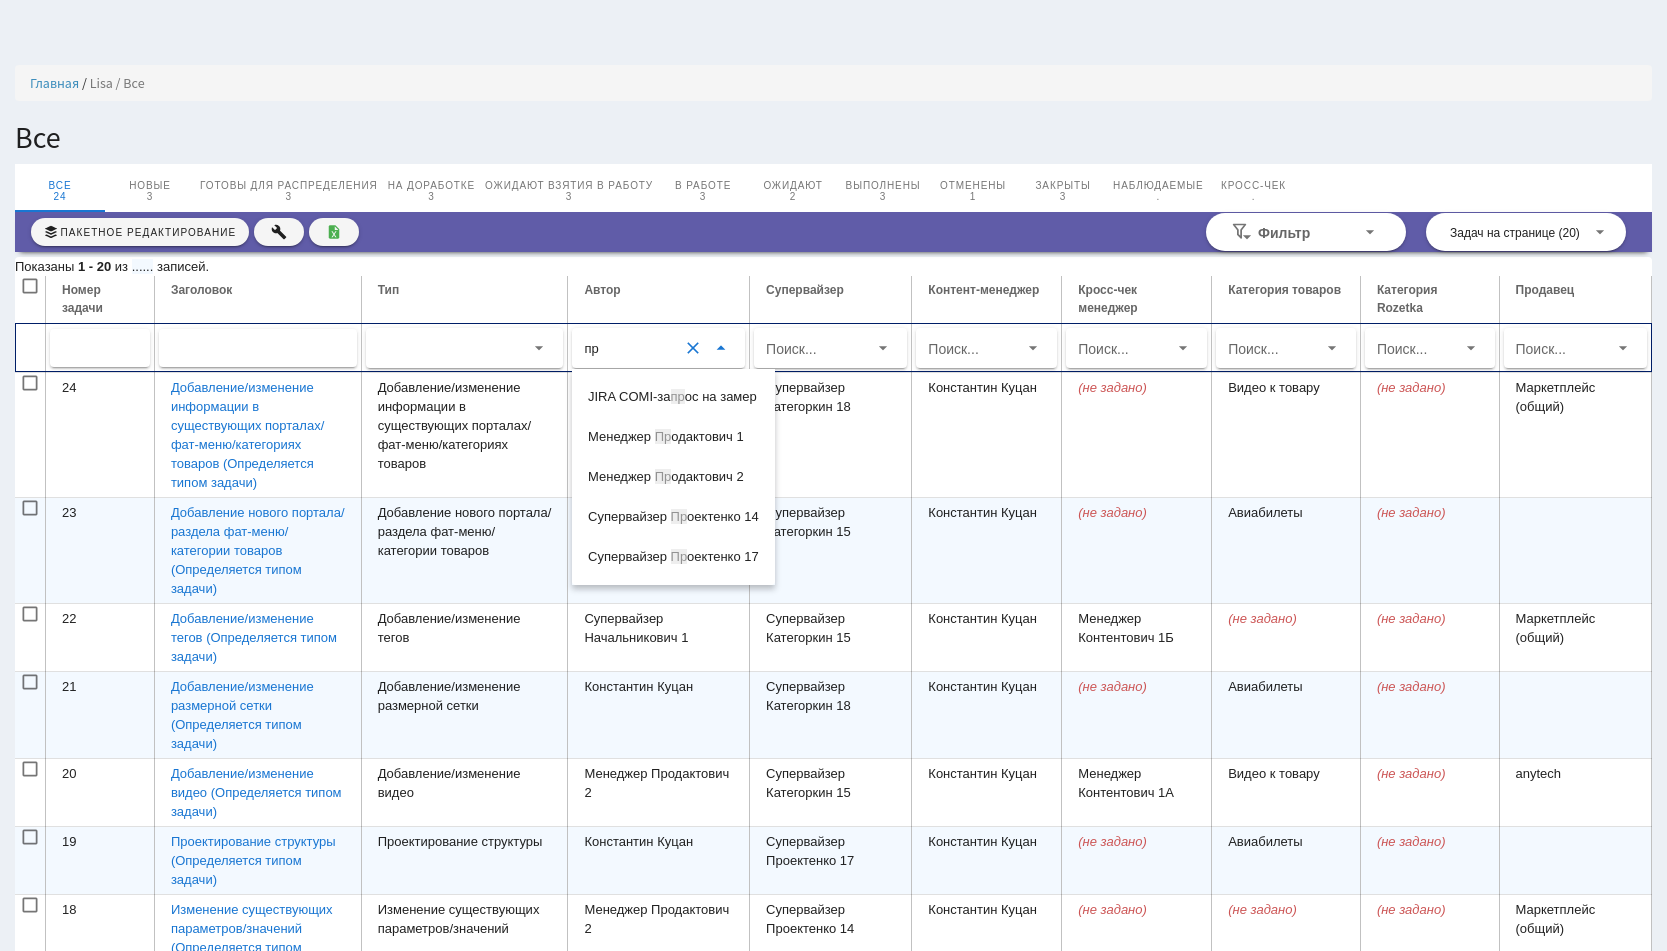 Главная / Lisa / Все
Все
ВСЕ
24
НОВЫЕ
3
ГОТОВЫ ДЛЯ РАСПРЕДЕЛЕНИЯ
3
НА ДОРАБОТКЕ
3
ОЖИДАЮТ ВЗЯТИЯ В РАБОТУ
3
В РАБОТЕ
3
ОЖИДАЮТ
2
ВЫПОЛНЕНЫ
3
ОТМЕНЕНЫ
1
ЗАКРЫТЫ
3
НАБЛЮДАЕМЫЕ
.
КРОСС-ЧЕК
.
ПАКЕТНОЕ РЕДАКТИРОВАНИЕ
Фильтр
Задач на странице (20)
Показаны 1 - 20 из ...... записей.
Номер
задачи
Заголовок
Тип
Автор
Супервайзер
Контент-менеджер
Кросс-чек
менеджер
Категория товаров
Категория
Rozetka
Продавец
пр
Поиск...
Поиск...
Поиск...
Поиск...
Поиск...
Поиск...
JIRA COMI-запрос на замер
Менеджер Продактович 1
Менеджер Продактович 2
Супервайзер Проектенко 14
Супервайзер Проектенко 17
24
Добавление/изменение
информации в
существующих порталах/
фат-меню/категориях
товаров (Определяется
типом задачи)
Добавление/изменение
информации в
существующих порталах/
фат-меню/категориях
товаров
упервайзер
атегоркин 18
Константин Куцан
(не задано)
Видео к товару
(не задано)
Маркетплейс
(общий)
23
Добавление нового портала/
раздела фат-меню/
категории товаров
(Определяется типом
задачи)
Добавление нового портала/
раздела фат-меню/
категории товаров
упервайзер
атегоркин 15
Константин Куцан
(не задано)
Авиабилеты
(не задано)
22
Добавление/изменение
тегов (Определяется типом
задачи)
Добавление/изменение
тегов
Супервайзер
Начальникович 1
Супервайзер
Категоркин 15
Константин Куцан
Менеджер
Контентович 1Б
(не задано)
(не задано)
Маркетплейс
(общий)
21
Добавление/изменение
размерной сетки
(Определяется типом
задачи)
Добавление/изменение
размерной сетки
Константин Куцан
Супервайзер
Категоркин 18
Константин Куцан
(не задано)
Авиабилеты
(не задано)
20
Добавление/изменение
видео (Определяется типом
задачи)
Добавление/изменение
видео
Менеджер Продактович
2
Супервайзер
Категоркин 15
Константин Куцан
Менеджер
Контентович 1А
Видео к товару
(не задано)
anytech
19
Проектирование структуры
(Определяется типом
задачи)
Проектирование структуры
Константин Куцан
Супервайзер
Проектенко 17
Константин Куцан
(не задано)
Авиабилеты
(не задано)
18
Изменение существующих
параметров/значений
(Определяется типом
Изменение существующих
параметров/значений
Менеджер Продактович
2
Супервайзер
Проектенко 14
Константин Куцан
(не задано)
(не задано)
(не задано)
Маркетплейс
(общий)